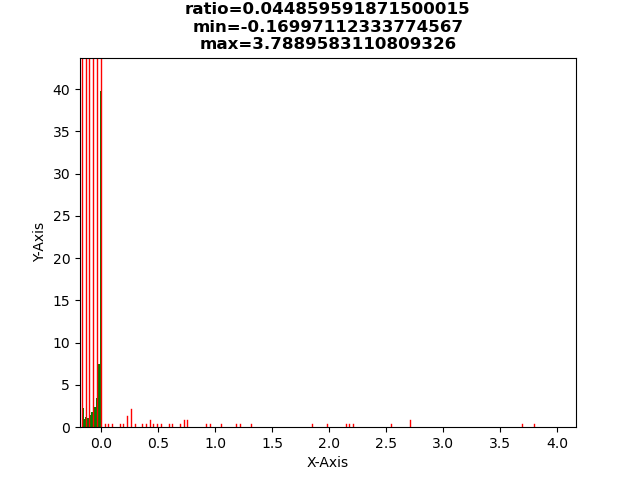 ratio=0.044859591871500015
min=-0.16997112333774567
max=3.7889583110809326
40
35
30
25
20
15
10
5
0
Y-Axis
0.0 0.5 1.0 1.5 2.0 2.5 3.0 3.5 4.0
X-Axis